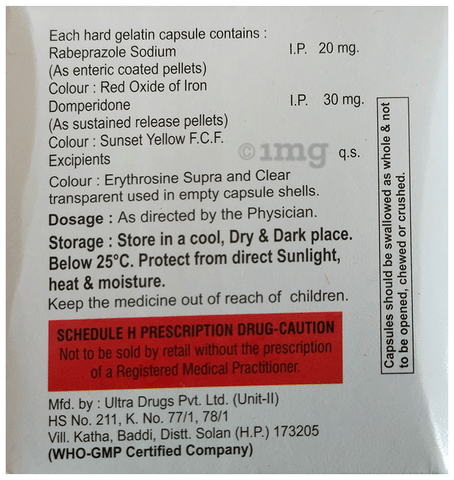 Each hard gelatin capsule contains :
Rabeprazole Sodium I.P. 20 mg.
(As enteric coated pellets)
Colour : Red Oxide of Iron
Domperidone I.P. 30 mg.
(As sustained release pellets)
Colour : Sunset Yellow F.C.F.
Excipients q.s.
©1mg
Colour : Erythrosine Supra and Clear
transparent used in empty capsule shells.
Dosage : As directed by the Physician.
Storage : Store in a cool, Dry & Dark place.
Below 25°C. Protect from direct Sunlight,
heat & moisture.
Keep the medicine out of reach of children.
SCHEDULE H PRESCRIPTION DRUG-CAUTION
Not to be sold by retail without the prescription
of a Registered Medical Practitioner.
Mfd. by : Ultra Drugs Pvt. Ltd. (Unit-II)
HS No. 211, K. No. 77/1, 78/1
Vill. Katha, Baddi, Distt. Solan (H.P.) 173205
(WHO-GMP Certified Company)
Capsules should be swallowed as whole & not
to be opened, chewed or crushed.